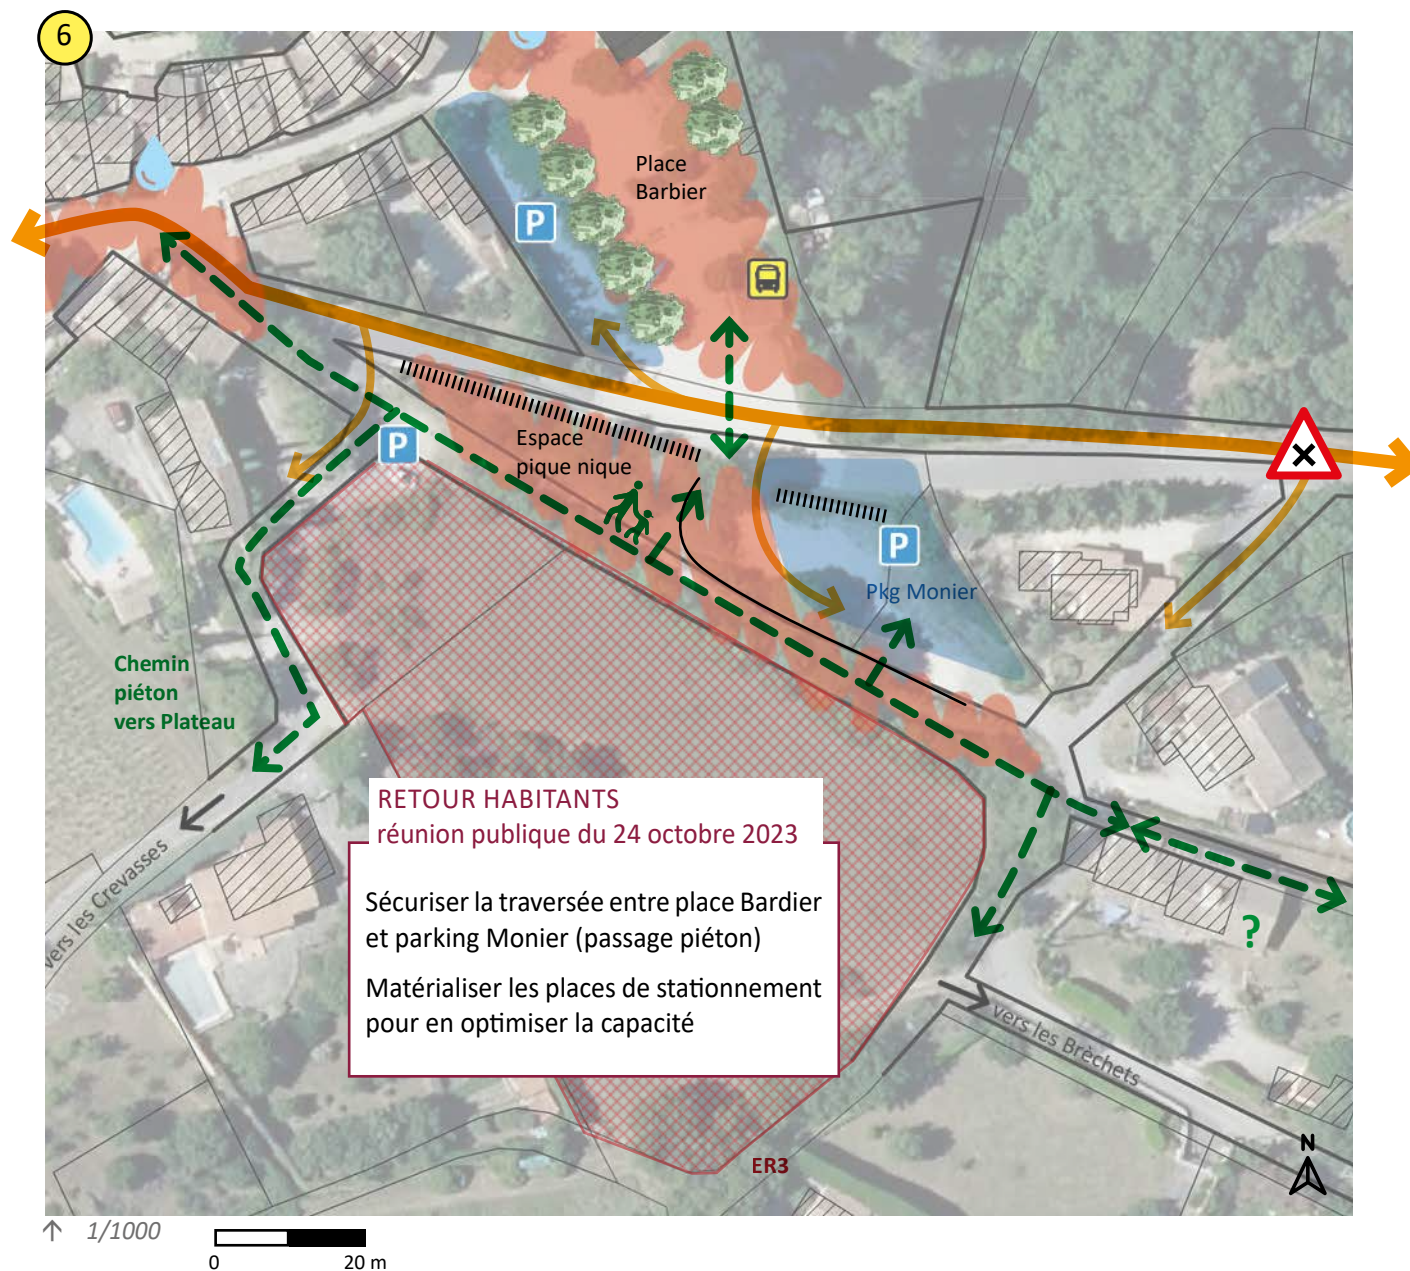 6
Place
Barbier
P
Espace
pique nique
P
P
Pkg Monier
Chemin
piéton
vers Plateau
RETOUR HABITANTS
réunion publique du 24 octobre 2023
Sécuriser la traversée entre place Bardier
et parking Monier (passage piéton)
Matérialiser les places de stationnement
pour en optimiser la capacité
vers les Crevasses
?
vers les Brèchets
ER3
N
1/1000
0 20 m